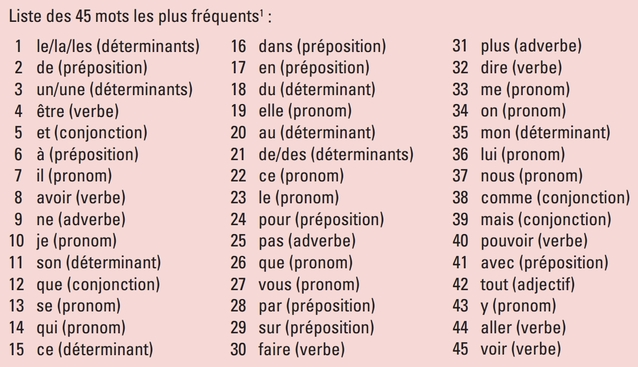 Liste des 45 mots les plus fréquents¹ :
1 le/la/les (déterminants)
2 de (préposition)
3 un/une (déterminants)
4 être (verbe)
5 et (conjonction)
6 à (préposition)
7 il (pronom)
8 avoir (verbe)
9 ne (adverbe)
10 je (pronom)
11 son (déterminant)
12 que (conjonction)
13 se (pronom)
14 qui (pronom)
15 ce (déterminant)
16 dans (préposition)
17 en (préposition)
18 du (déterminant)
19 elle (pronom)
20 au (déterminant)
21 de/des (déterminants)
22 ce (pronom)
23 le (pronom)
24 pour (préposition)
25 pas (adverbe)
26 que (pronom)
27 vous (pronom)
28 par (préposition)
29 sur (préposition)
30 faire (verbe)
31 plus (adverbe)
32 dire (verbe)
33 me (pronom)
34 on (pronom)
35 mon (déterminant)
36 lui (pronom)
37 nous (pronom)
38 comme (conjonction)
39 mais (conjonction)
40 pouvoir (verbe)
41 avec (préposition)
42 tout (adjectif)
43 y (pronom)
44 aller (verbe)
45 voir (verbe)